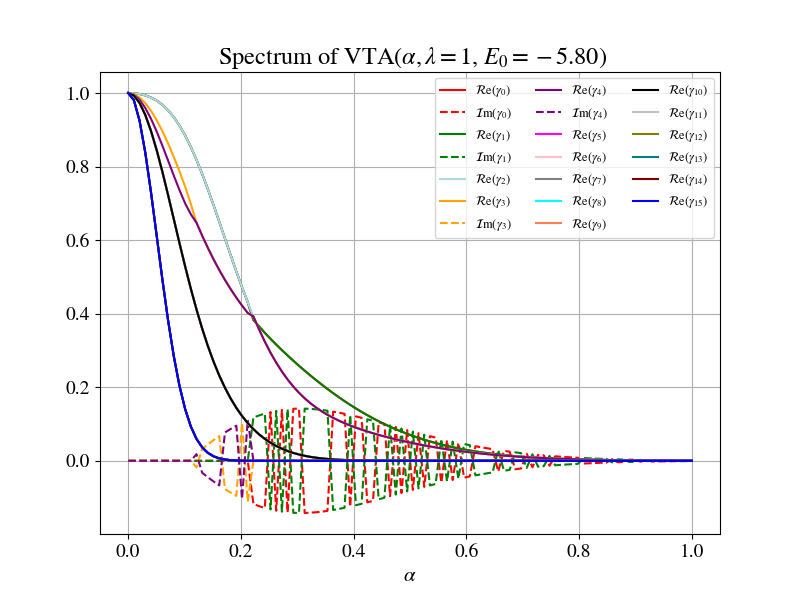 Spectrum of VTA(α, λ = 1, E₀ = −5.80)
1.0
0.8
0.6
0.4
0.2
0.0
0.0 0.2 0.4 0.6 0.8 1.0
α
ℛe(γ₀)
ℐm(γ₀)
ℛe(γ₁)
ℐm(γ₁)
ℛe(γ₂)
ℛe(γ₃)
ℐm(γ₃)
ℛe(γ₄)
ℐm(γ₄)
ℛe(γ₅)
ℛe(γ₆)
ℛe(γ₇)
ℛe(γ₈)
ℛe(γ₉)
ℛe(γ₁₀)
ℛe(γ₁₁)
ℛe(γ₁₂)
ℛe(γ₁₃)
ℛe(γ₁₄)
ℛe(γ₁₅)